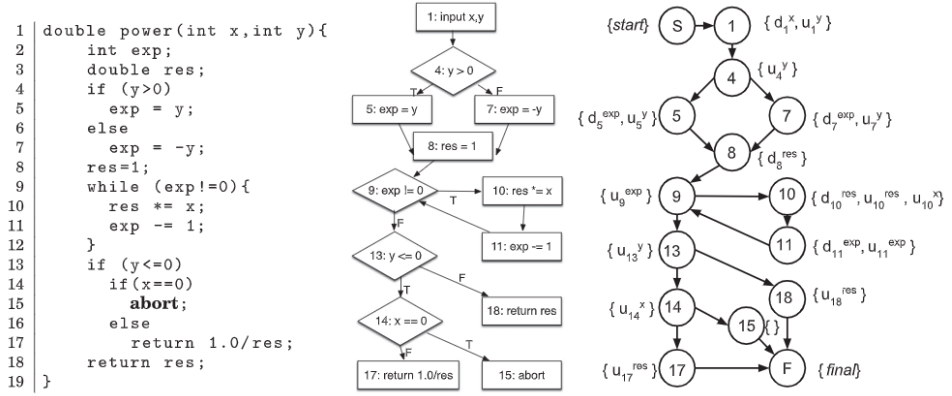 1 double power(int x,int y){
2 int exp;
3 double res;
4 if (y>0)
5 exp = y;
6 else
7 exp = -y;
8 res=1;
9 while (exp!=0){
10 res *= x;
11 exp -= 1;
12 }
13 if (y<=0)
14 if(x==0)
15 abort;
16 else
17 return 1.0/res;
18 return res;
19 }
1: input x,y
4: y > 0
T F
5: exp = y 7: exp = -y
8: res = 1
9: exp != 0 10: res *= x
T
F
11: exp -= 1
13: y <= 0
F
T
18: return res
14: x == 0
T
F
17: return 1.0/res 15: abort
{start} S 1 { d₁ˣ, u₁ʸ }
4 { u₄ʸ }
{ d₅ᵉˣᵖ, u₅ʸ } 5 7 { d₇ᵉˣᵖ, u₇ʸ }
8 { d₈ʳᵉˢ }
{ u₉ᵉˣᵖ } 9 10 { d₁₀ʳᵉˢ, u₁₀ʳᵉˢ , u₁₀ˣ }
11 { d₁₁ᵉˣᵖ, u₁₁ᵉˣᵖ }
{ u₁₃ʸ } 13
18 { u₁₈ʳᵉˢ }
{ u₁₄ˣ } 14
15 { }
{ u₁₇ʳᵉˢ } 17 F { final}